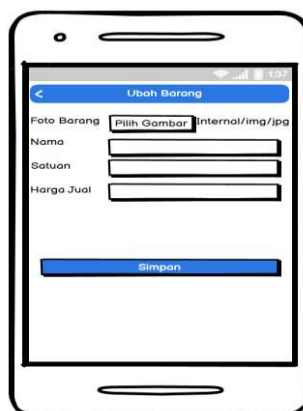 1:37
< Ubah Barang
Foto Barang Pilih Gambar Internal/img/jpg
Nama
Satuan
Harga Jual
Simpan